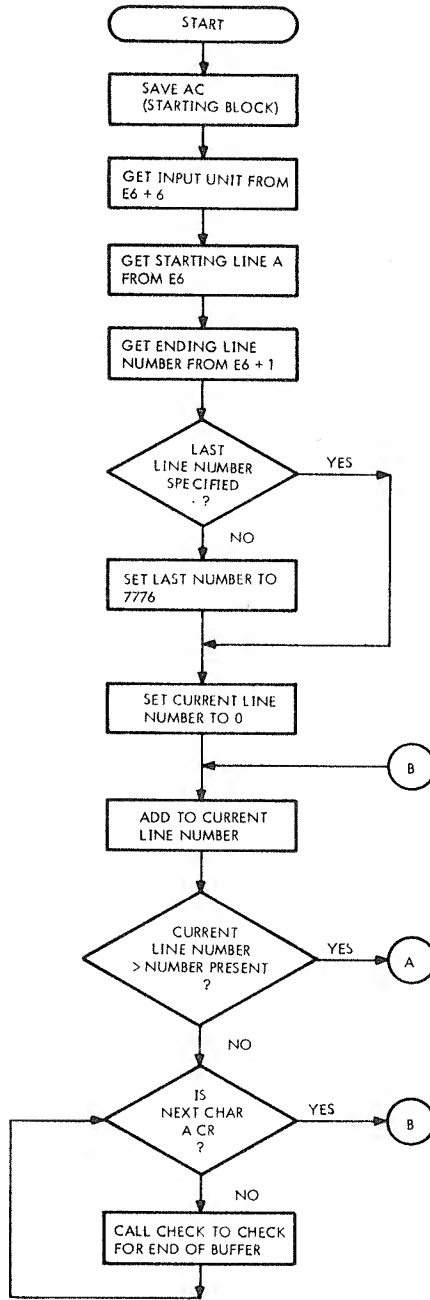 START
SAVE AC
(STARTING BLOCK)
GET INPUT UNIT FROM
E6 + 6
GET STARTING LINE A
FROM E6
GET ENDING LINE
NUMBER FROM E6 + 1
LAST
LINE NUMBER
SPECIFIED
?
YES
NO
SET LAST NUMBER TO
7776
SET CURRENT LINE
NUMBER TO 0
B
ADD TO CURRENT
LINE NUMBER
CURRENT
LINE NUMBER
> NUMBER PRESENT
?
YES
A
NO
IS
NEXT CHAR
A CR
?
YES
B
NO
CALL CHECK TO CHECK
FOR END OF BUFFER